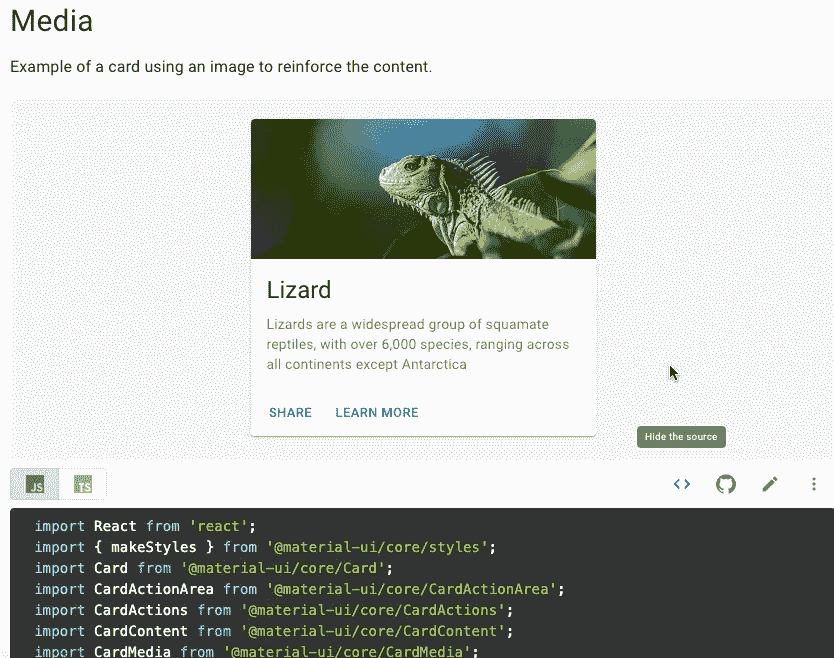 Media
Example of a card using an image to reinforce the content.
Lizard
Lizards are a widespread group of squamate
reptiles, with over 6,000 species, ranging across
all continents except Antarctica
SHARE LEARN MORE
Hide the source
JS TS
import React from 'react';
import { makeStyles } from '@material-ui/core/styles';
import Card from '@material-ui/core/Card';
import CardActionArea from '@material-ui/core/CardActionArea';
import CardActions from '@material-ui/core/CardActions';
import CardContent from '@material-ui/core/CardContent';
import CardMedia from '@material-ui/core/CardMedia';